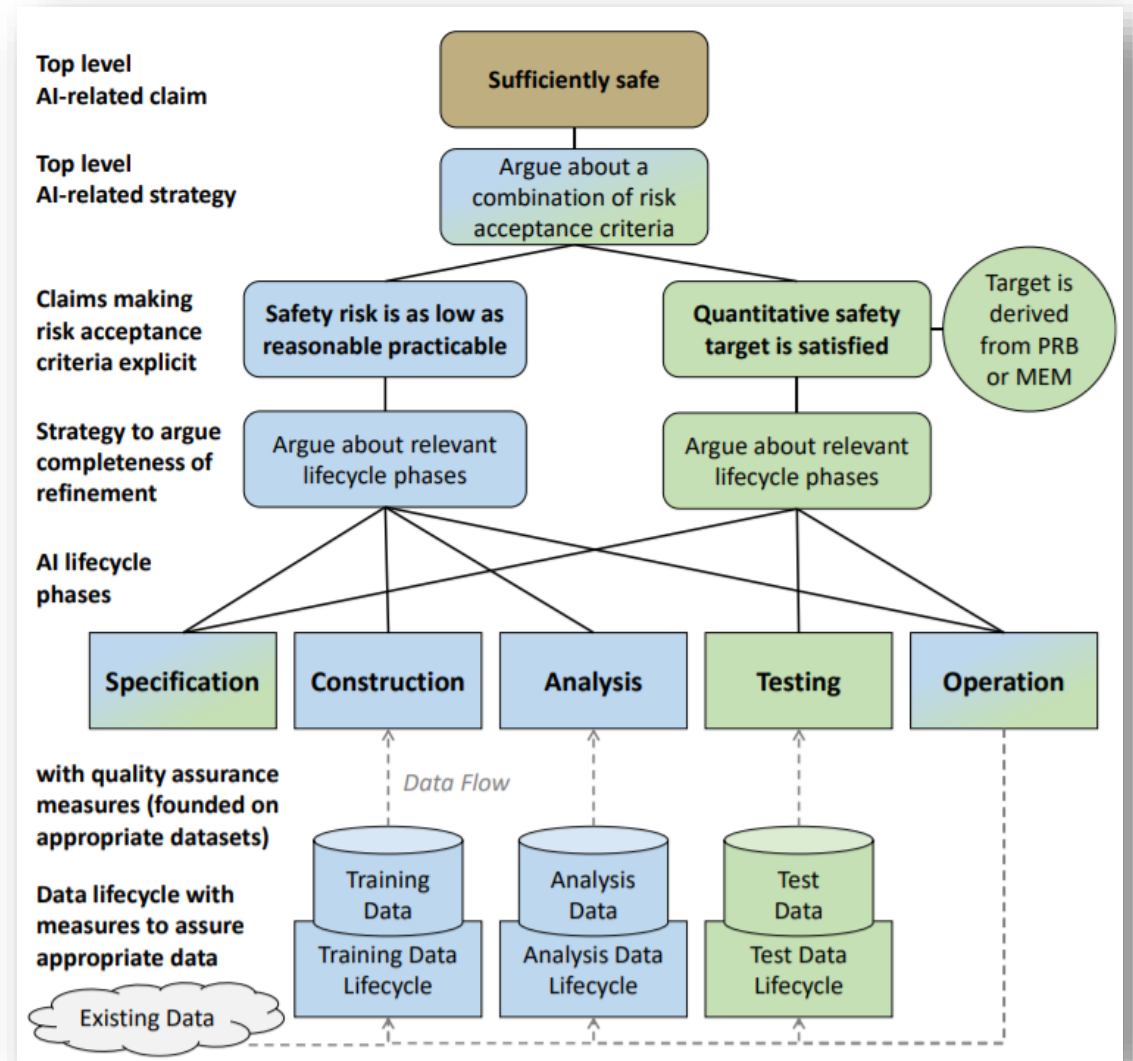 Top level
AI-related claim
Sufficiently safe
Top level
AI-related strategy
Argue about a
combination of risk
acceptance criteria
Claims making
risk acceptance
criteria explicit
Safety risk is as low as
reasonable practicable
Quantitative safety
target is satisfied
Target is
derived
from PRB
or MEM
Strategy to argue
completeness of
refinement
Argue about relevant
lifecycle phases
Argue about relevant
lifecycle phases
AI lifecycle
phases
Specification
Construction
Analysis
Testing
Operation
with quality assurance
measures (founded on
appropriate datasets)
Data Flow
Data lifecycle with
measures to assure
appropriate data
Training
Data
Analysis
Data
Test
Data
Training Data
Lifecycle
Analysis Data
Lifecycle
Test Data
Lifecycle
Existing Data